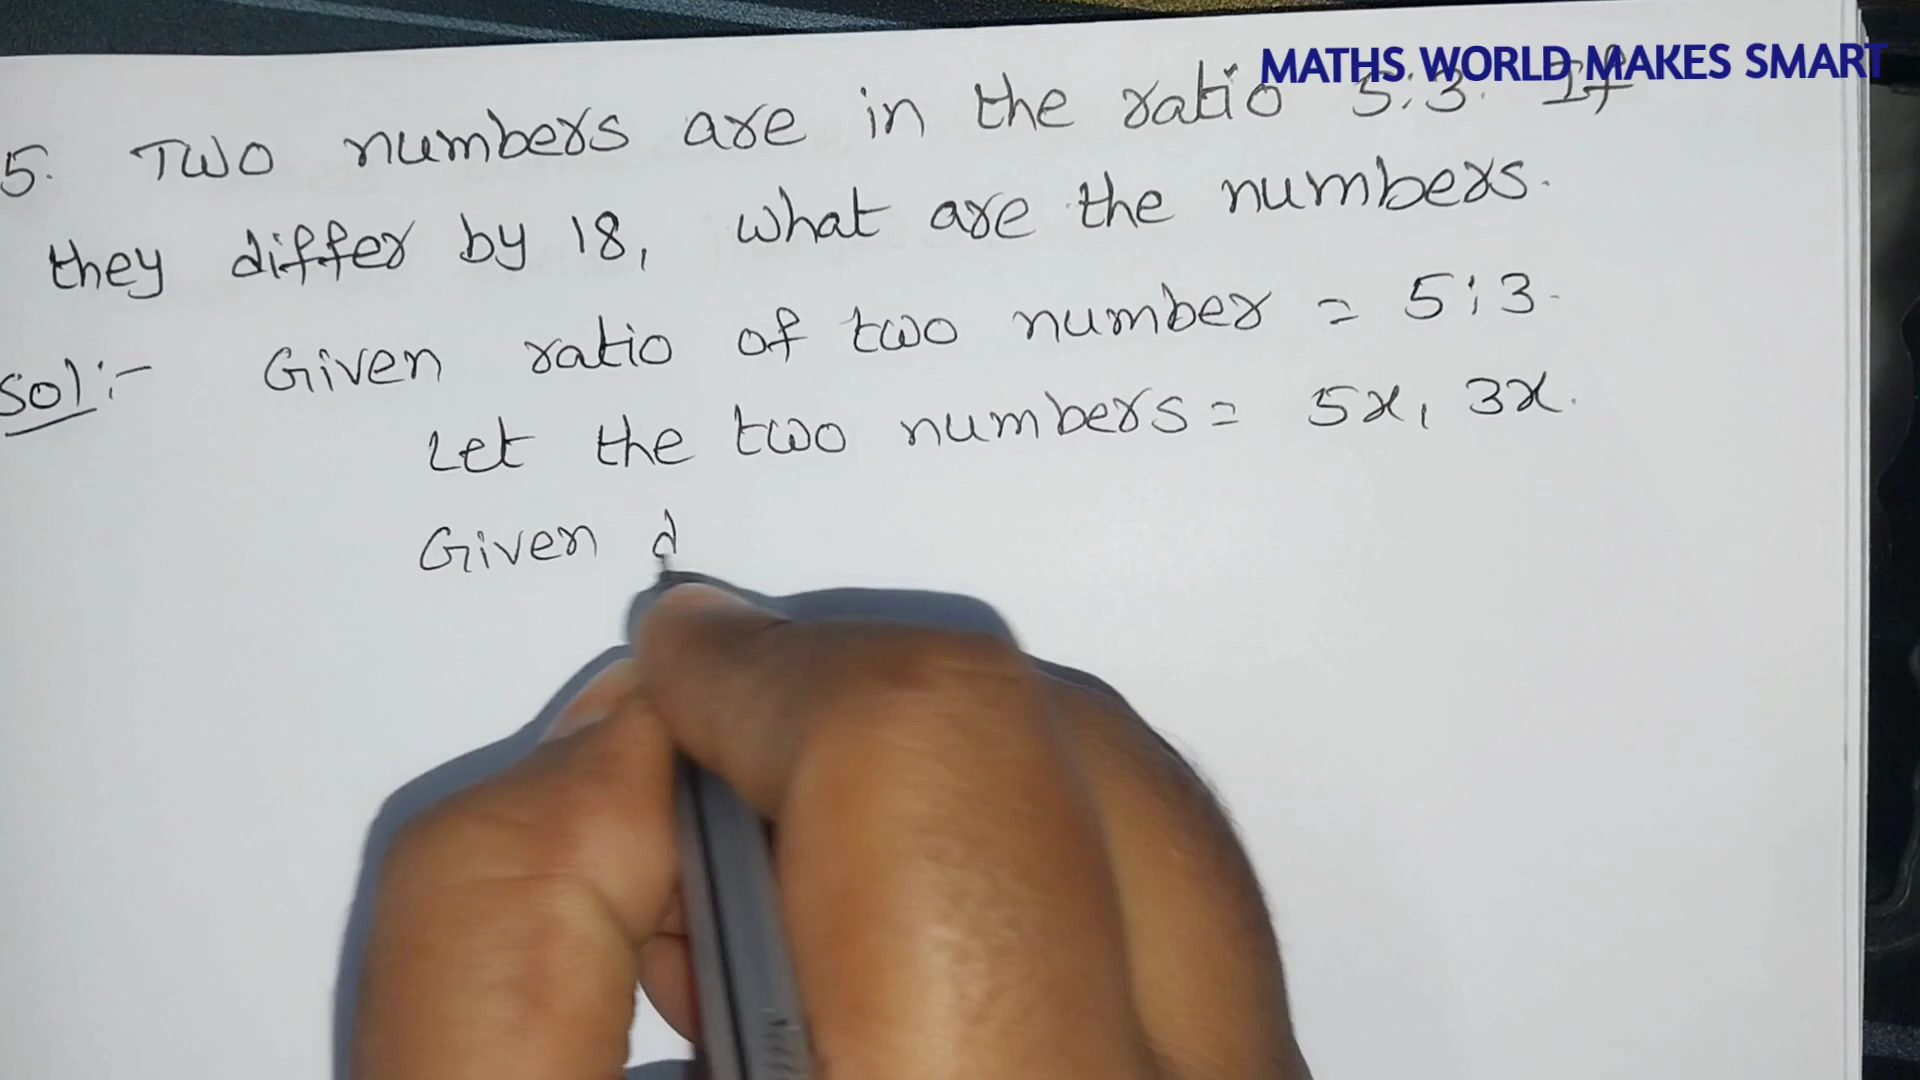 MATHS WORLD MAKES SMART
5. Two numbers are in the ratio 5:3. If
they differ by 18, what are the numbers.
Sol:- Given ratio of two number = 5:3.
Let the two numbers = 5x, 3x.
Given d